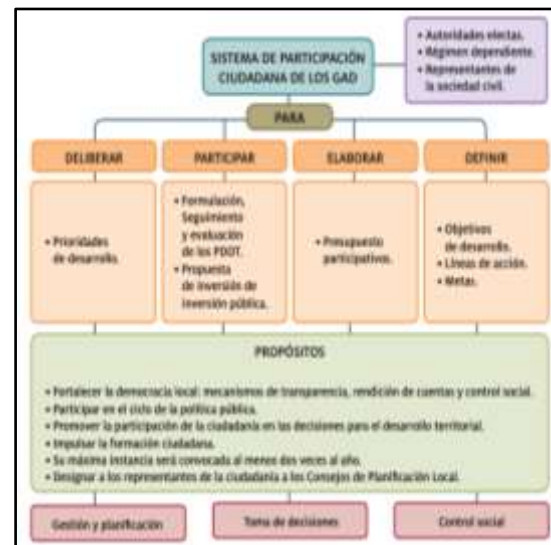 SISTEMA DE PARTICIPACIÓN
CIUDADANA DE LOS GAD
• Autoridades electas.
• Régimen dependiente.
• Representantes de
la sociedad civil.
PARA
DELIBERAR
PARTICIPAR
ELABORAR
DEFINIR
• Prioridades
de desarrollo.
• Formulación,
Seguimiento
y evaluación
de los PDOT.
• Propuesta
de inversión de
inversión pública.
• Presupuesto
participativos.
• Objetivos
de desarrollo.
• Líneas de acción.
• Metas.
PROPÓSITOS
• Fortalecer la democracia local: mecanismos de transparencia, rendición de cuentas y control social.
• Participar en el ciclo de la política pública.
• Promover la participación de la ciudadanía en las decisiones para el desarrollo territorial.
• Impulsar la formación ciudadana.
• Su máxima instancia será convocada al menos dos veces al año.
• Designar a los representantes de la ciudadanía a los Consejos de Planificación Local.
Gestión y planificación
Toma de decisiones
Control social